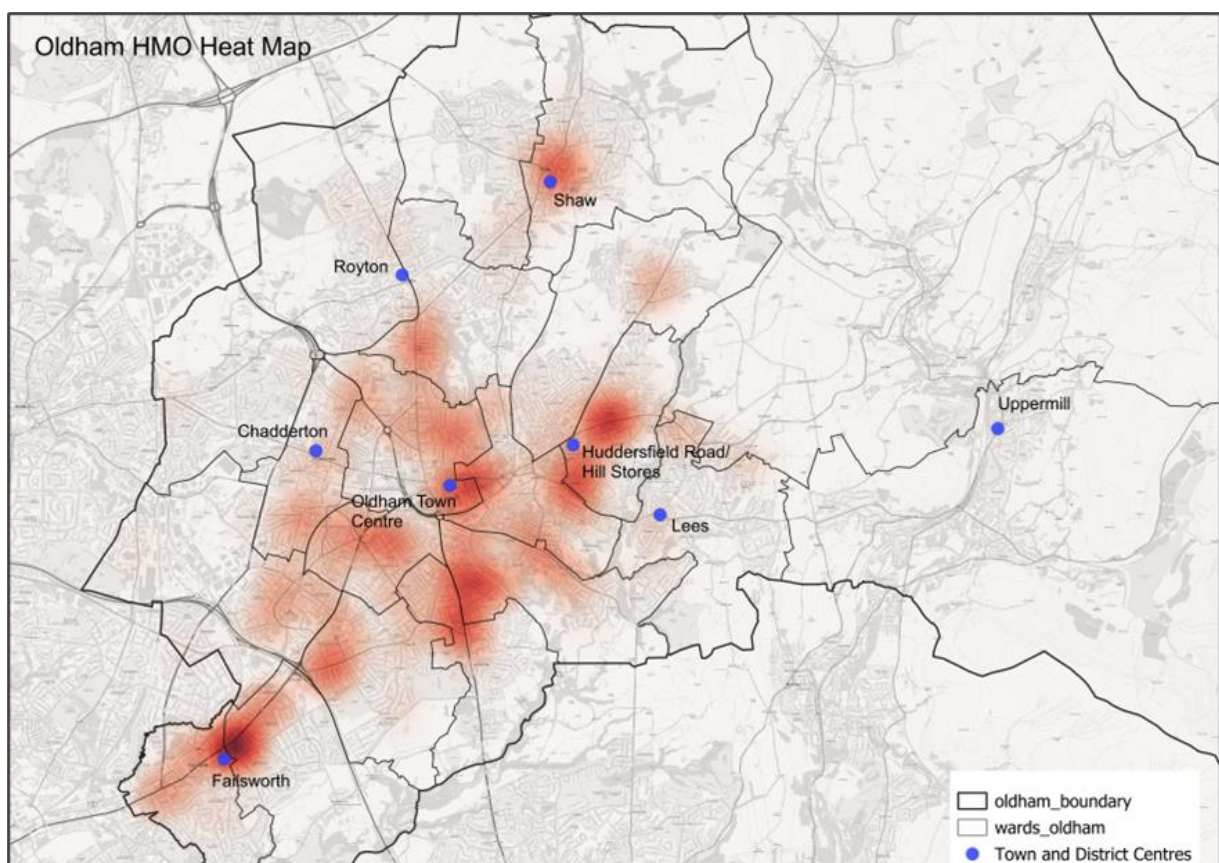 Oldham HMO Heat Map
Shaw
Royton
Uppermill
Chadderton
Huddersfield Road/
Hill Stores
Oldham Town
Centre
Lees
Failsworth
oldham_boundary
wards_oldham
Town and District Centres